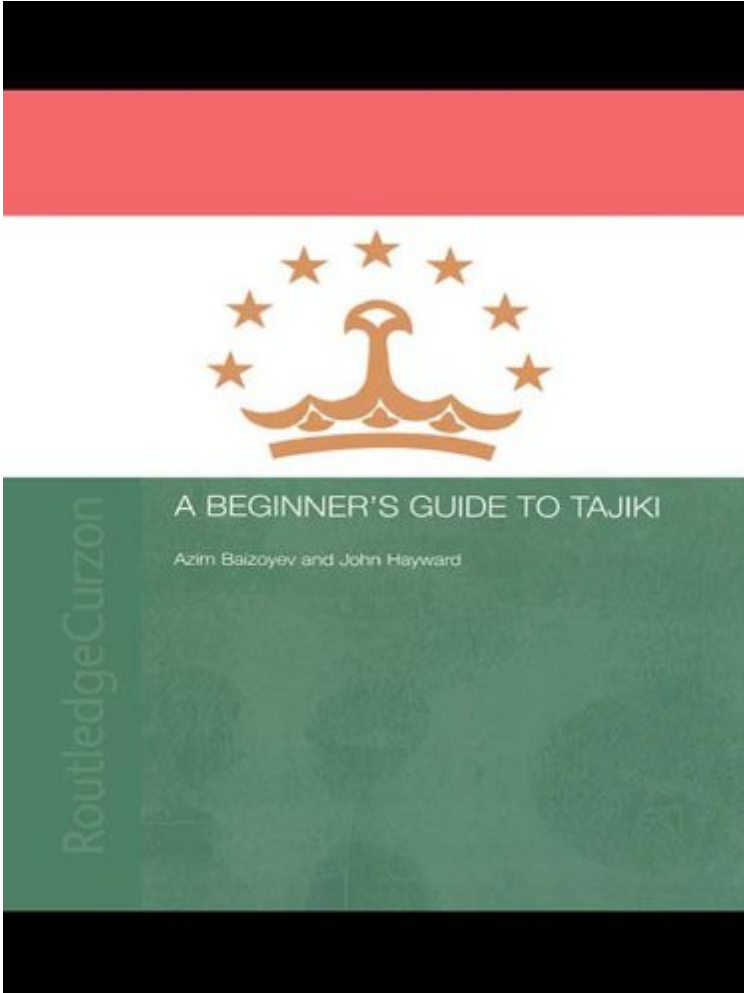 A BEGINNER'S GUIDE TO TAJIKI
Azim Baizoyev and John Hayward
RoutledgeCurzon